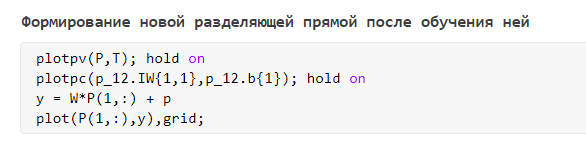 Формирование новой разделяющей прямой после обучения ней
plotpv(P,T); hold on
plotpc(p_12.IW{1,1},p_12.b{1}); hold on
y = W*P(1,:) + p
plot(P(1,:),y),grid;